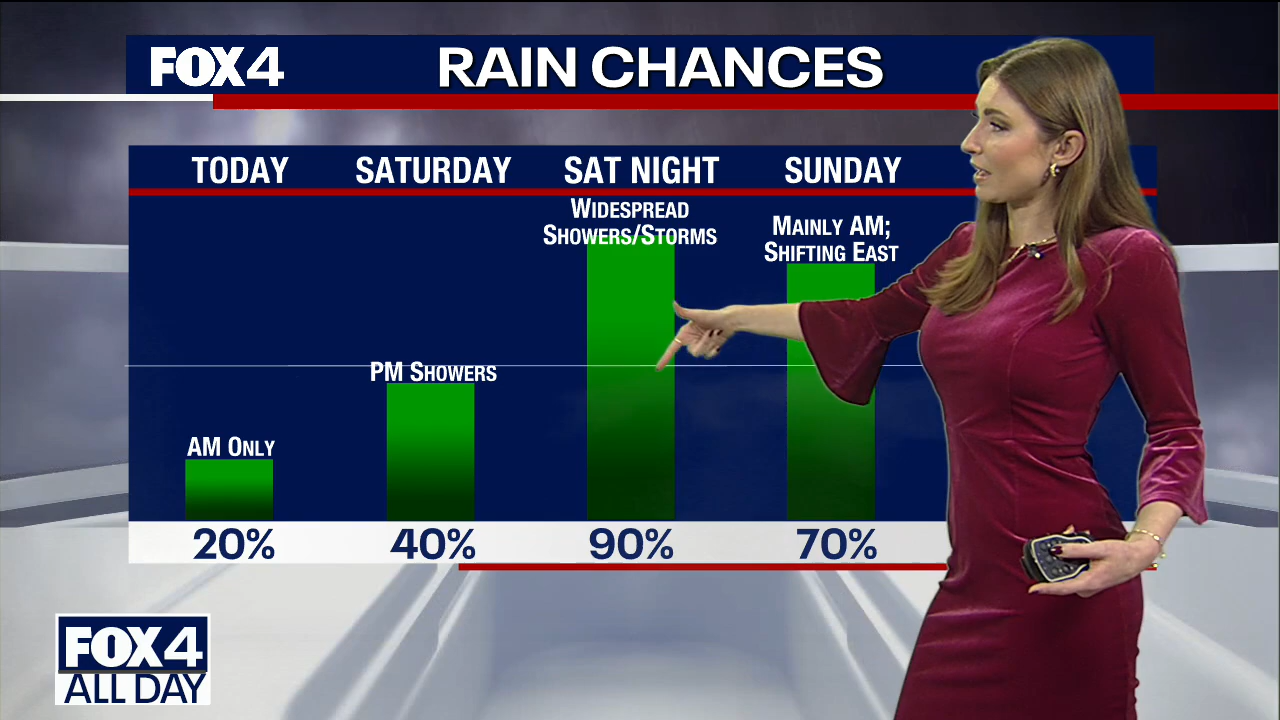 FOX4
RAIN CHANCES
TODAY SATURDAY SAT NIGHT SUNDAY
WIDESPREAD
SHOWERS/STORMS
MAINLY AM;
SHIFTING EAST
PM SHOWERS
AM ONLY
20% 40% 90% 70%
FOX4
ALL DAY